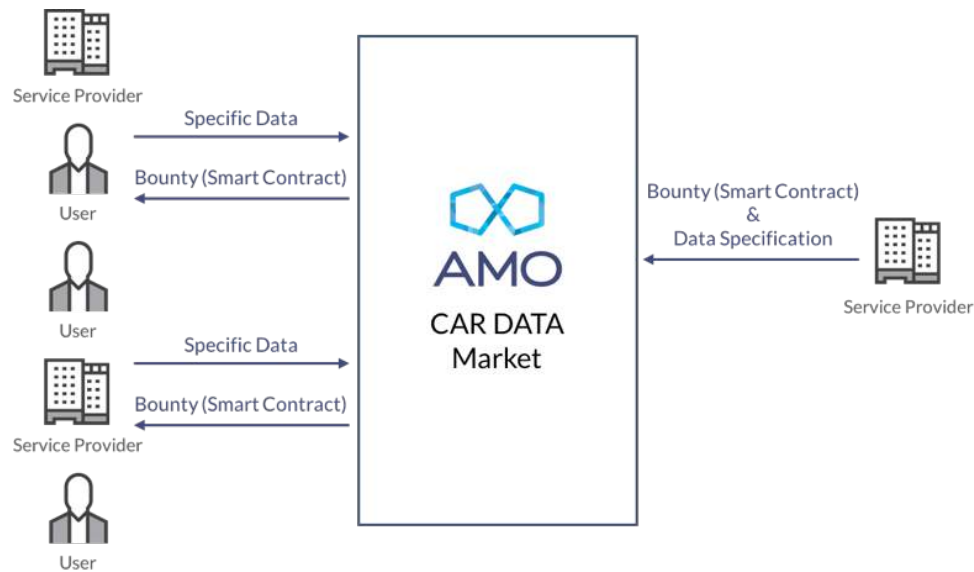 Service Provider
Specific Data
Bounty (Smart Contract)
User
User
Specific Data
Bounty (Smart Contract)
Service Provider
User
AMO
CAR DATA
Market
Bounty (Smart Contract)
&
Data Specification
Service Provider